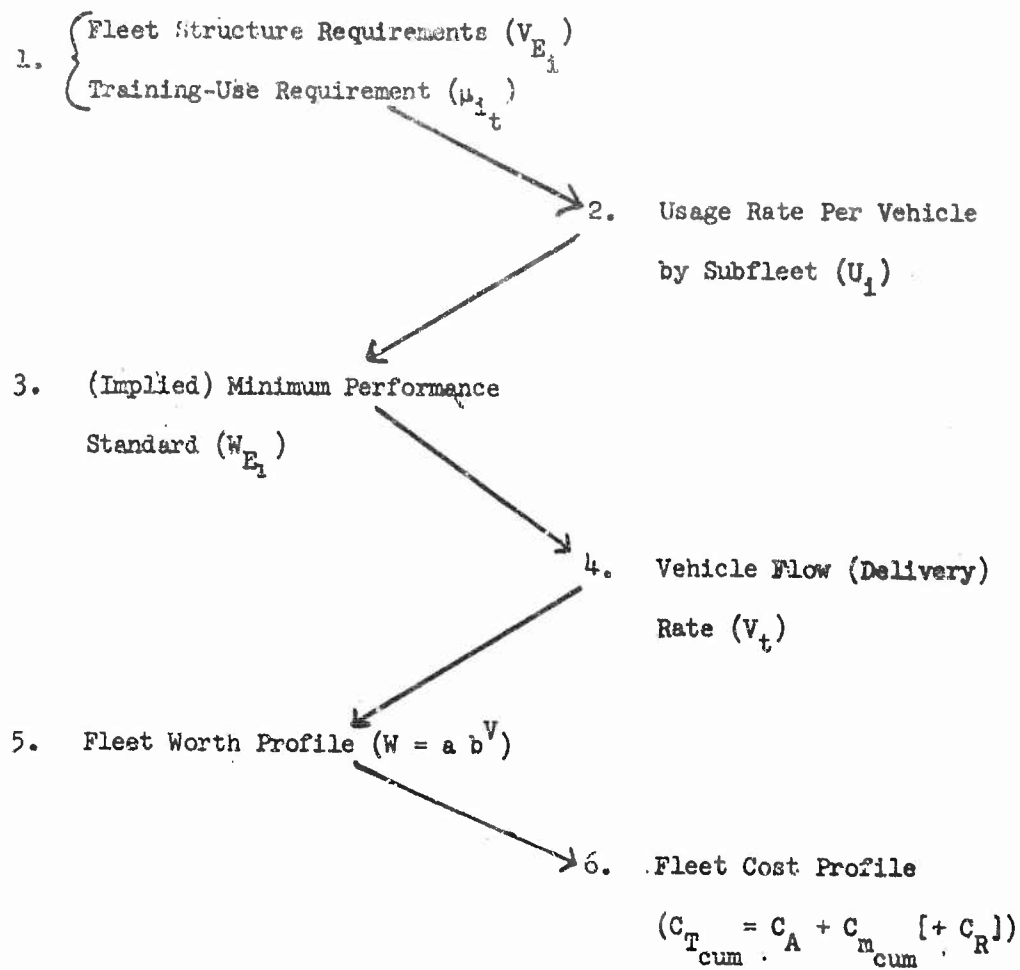 1. Fleet Structure Requirements (V_E_i)
Training-Use Requirement (μ_i_t)
2. Usage Rate Per Vehicle
by Subfleet (U_i)
3. (Implied) Minimum Performance
Standard (W_E_i)
4. Vehicle Flow (Delivery)
Rate (V_t)
5. Fleet Worth Profile (W = a b^V)
6. Fleet Cost Profile
(C_T_cum = C_A + C_m_cum [+ C_R])